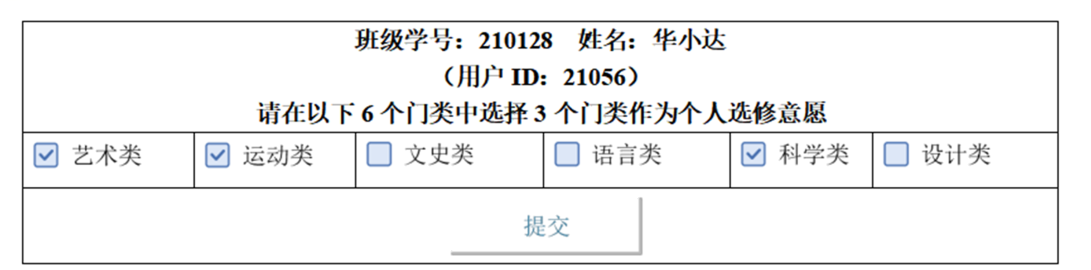 班级学号：210128 姓名：华小达
（用户 ID：21056）
请在以下 6 个门类中选择 3 个门类作为个人选修意愿
艺术类 运动类 文史类 语言类 科学类 设计类
提交